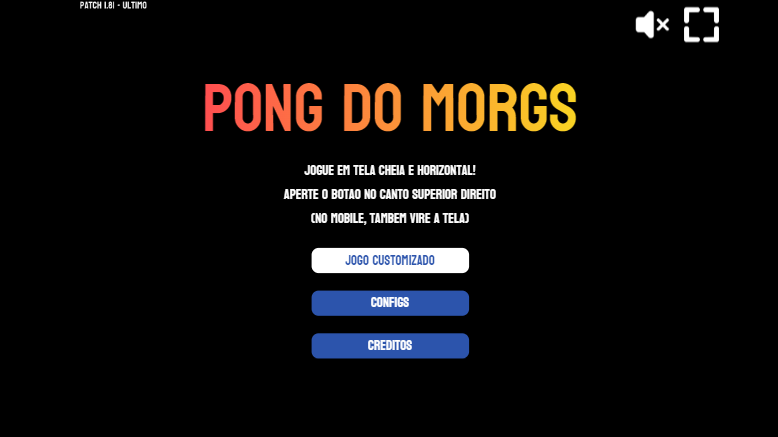 PATCH 1.81 - ULTIMO
PONG DO MORGS
JOGUE EM TELA CHEIA E HORIZONTAL!
APERTE O BOTAO NO CANTO SUPERIOR DIREITO
(NO MOBILE, TAMBEM VIRE A TELA)
JOGO CUSTOMIZADO
CONFIGS
CREDITOS